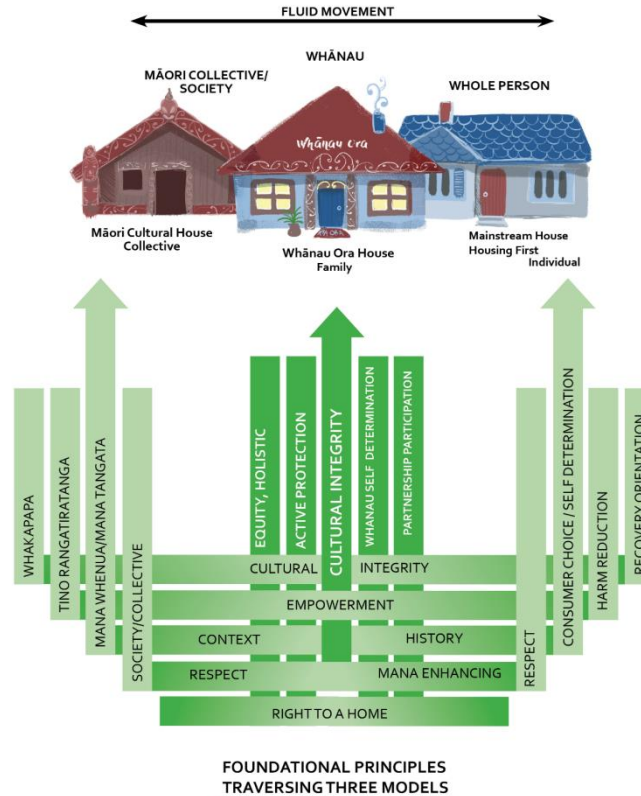 FLUID MOVEMENT
WHĀNAU
MĀORI COLLECTIVE/
SOCIETY
WHOLE PERSON
Whānau Ora
Māori Cultural House
Collective
Whānau Ora House
Family
Mainstream House
Housing First
Individual
WHAKAPAPA
TINO RANGATIRATANGA
MANA WHENUA/MANA TANGATA
SOCIETY/COLLECTIVE
EQUITY, HOLISTIC
ACTIVE PROTECTION
CULTURAL INTEGRITY
WHANAU SELF DETERMINATION
PARTNERSHIP PARTICIPATION
RESPECT
CONSUMER CHOICE / SELF DETERMINATION
HARM REDUCTION
RECOVERY ORIENTATION
CULTURAL INTEGRITY
EMPOWERMENT
CONTEXT HISTORY
RESPECT MANA ENHANCING
RIGHT TO A HOME
FOUNDATIONAL PRINCIPLES
TRAVERSING THREE MODELS